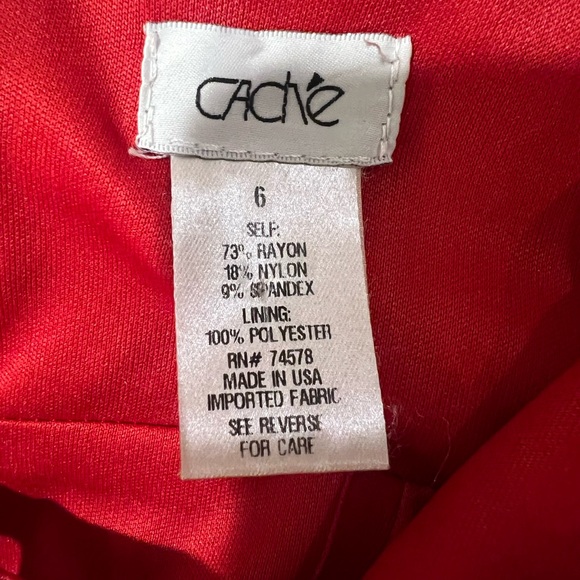 CAché
6
SELF:
73% RAYON
18% NYLON
9% SPANDEX
LINING:
100% POLYESTER
RN# 74578
MADE IN USA
IMPORTED FABRIC
SEE REVERSE
FOR CARE